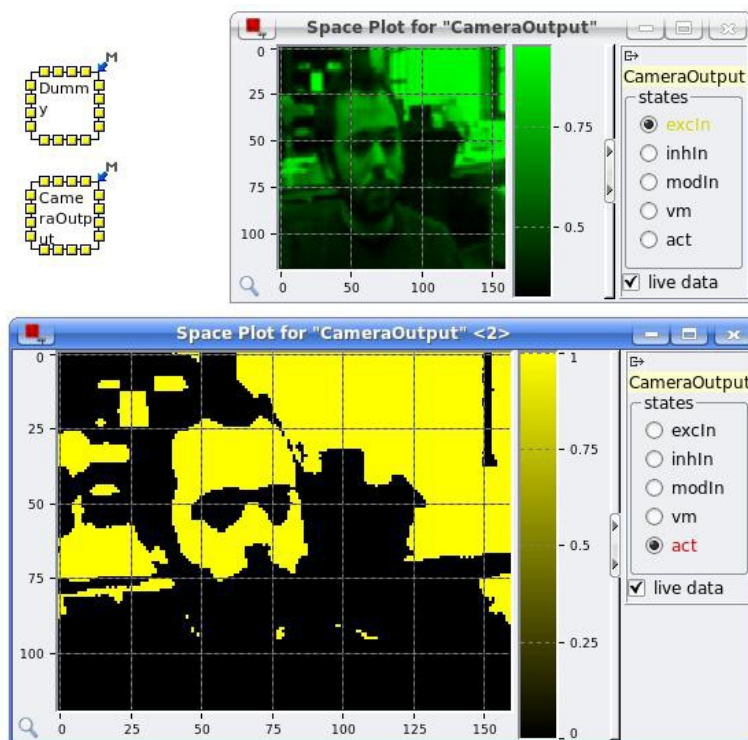 M
Dumm
y
M
Came
raOutp
ut
Space Plot for "CameraOutput"
0
25
50
75
100
0
50
100
150
0.75
0.5
CameraOutput
states
excIn
inhIn
modIn
vm
act
live data
Space Plot for "CameraOutput" <2>
0
25
50
75
100
0
25
50
75
100
125
150
1
0.75
0.5
0.25
0
CameraOutput
states
excIn
inhIn
modIn
vm
act
live data